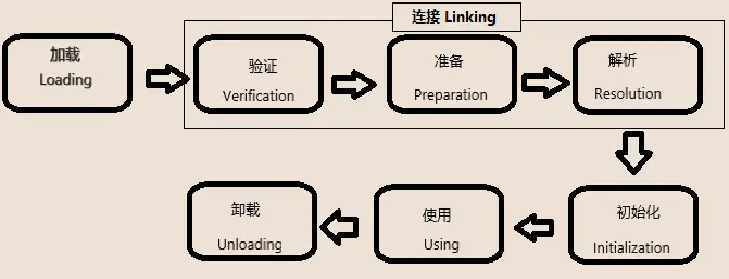 连接 Linking
加载
Loading
验证
Verification
准备
Preparation
解析
Resolution
初始化
Initialization
使用
Using
卸载
Unloading